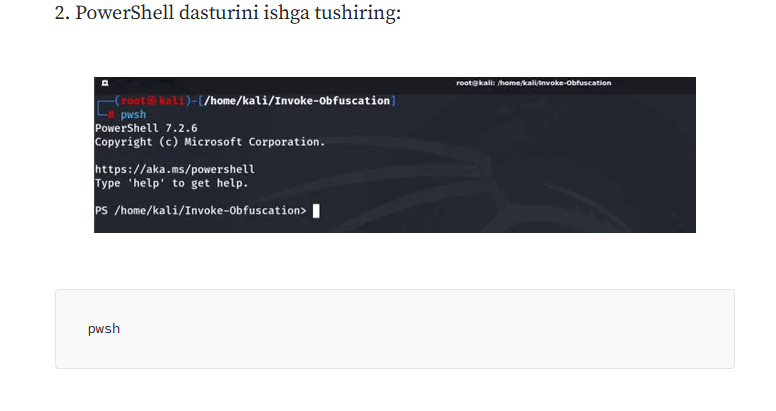 2. PowerShell dasturini ishga tushiring:
root@kali: /home/kali/Invoke-Obfuscation
┌──(root㉿kali)-[/home/kali/Invoke-Obfuscation]
└─# pwsh
PowerShell 7.2.6
Copyright (c) Microsoft Corporation.
https://aka.ms/powershell
Type 'help' to get help.
PS /home/kali/Invoke-Obfuscation>
pwsh